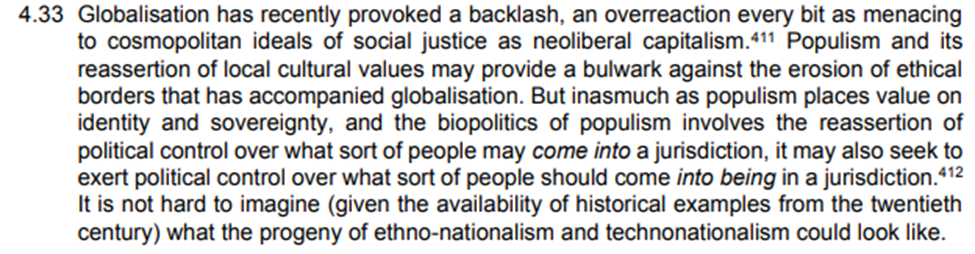 4.33 Globalisation has recently provoked a backlash, an overreaction every bit as menacing
to cosmopolitan ideals of social justice as neoliberal capitalism.⁴¹¹ Populism and its
reassertion of local cultural values may provide a bulwark against the erosion of ethical
borders that has accompanied globalisation. But inasmuch as populism places value on
identity and sovereignty, and the biopolitics of populism involves the reassertion of
political control over what sort of people may come into a jurisdiction, it may also seek to
exert political control over what sort of people should come into being in a jurisdiction.⁴¹²
It is not hard to imagine (given the availability of historical examples from the twentieth
century) what the progeny of ethno-nationalism and technonationalism could look like.